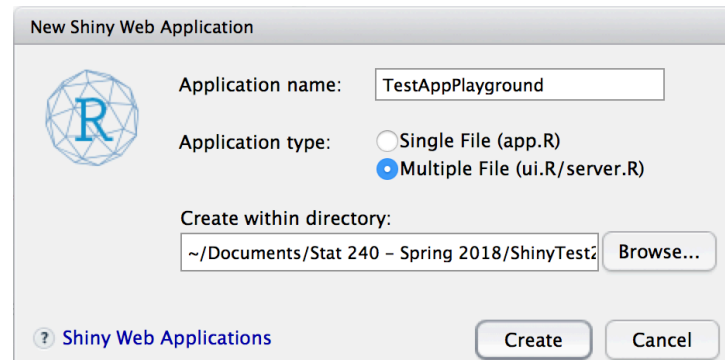 New Shiny Web Application
Application name: TestAppPlayground
R
Application type: Single File (app.R)
Multiple File (ui.R/server.R)
Create within directory:
~/Documents/Stat 240 – Spring 2018/ShinyTest2 Browse...
? Shiny Web Applications Create Cancel